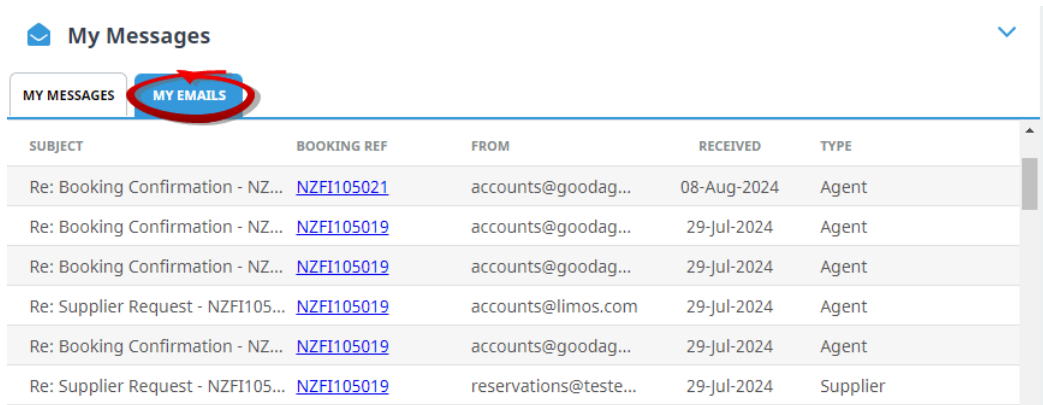 My Messages
MY MESSAGES MY EMAILS
SUBJECT BOOKING REF FROM RECEIVED TYPE
Re: Booking Confirmation - NZ... NZFI105021 accounts@goodag... 08-Aug-2024 Agent
Re: Booking Confirmation - NZ... NZFI105019 accounts@goodag... 29-Jul-2024 Agent
Re: Booking Confirmation - NZ... NZFI105019 accounts@goodag... 29-Jul-2024 Agent
Re: Supplier Request - NZFI105... NZFI105019 accounts@limos.com 29-Jul-2024 Agent
Re: Booking Confirmation - NZ... NZFI105019 accounts@goodag... 29-Jul-2024 Agent
Re: Supplier Request - NZFI105... NZFI105019 reservations@teste... 29-Jul-2024 Supplier